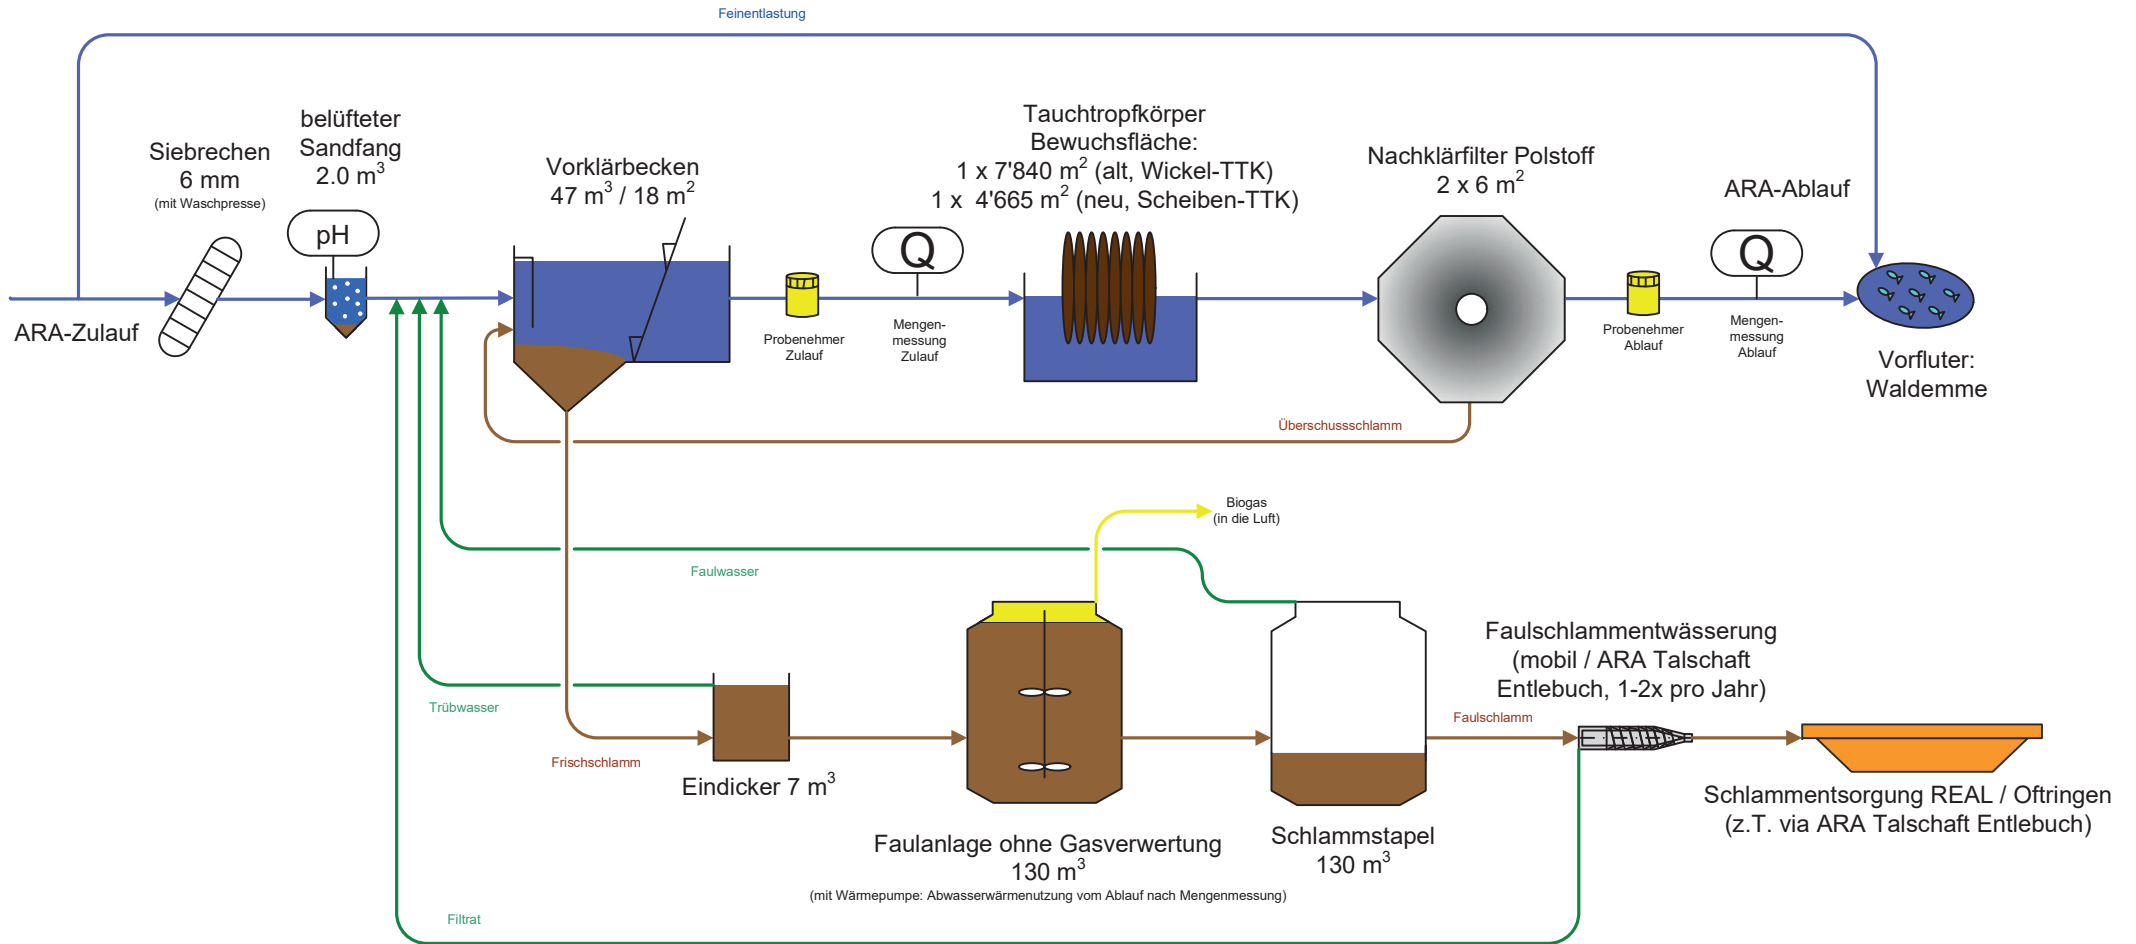 Feinentlastung
Siebrechen
6 mm
(mit Waschpresse)
belüfteter
Sandfang
2.0 m³
pH
ARA-Zulauf
Vorklärbecken
47 m³ / 18 m²
Probenehmer
Zulauf
Q
Mengen-
messung
Zulauf
Tauchtropfkörper
Bewuchsfläche:
1 x 7'840 m² (alt, Wickel-TTK)
1 x 4'665 m² (neu, Scheiben-TTK)
Nachklärfilter Polstoff
2 x 6 m²
Probenehmer
Ablauf
ARA-Ablauf
Q
Mengen-
messung
Ablauf
Vorfluter:
Waldemme
Überschussschlamm
Biogas
(in die Luft)
Faulwasser
Trübwasser
Frischschlamm
Eindicker 7 m³
Faulanlage ohne Gasverwertung
130 m³
(mit Wärmepumpe: Abwasserwärmenutzung vom Ablauf nach Mengenmessung)
Schlammstapel
130 m³
Faulschlammentwässerung
(mobil / ARA Talschaft
Entlebuch, 1-2x pro Jahr)
Faulschlamm
Schlammentsorgung REAL / Oftringen
(z.T. via ARA Talschaft Entlebuch)
Filtrat